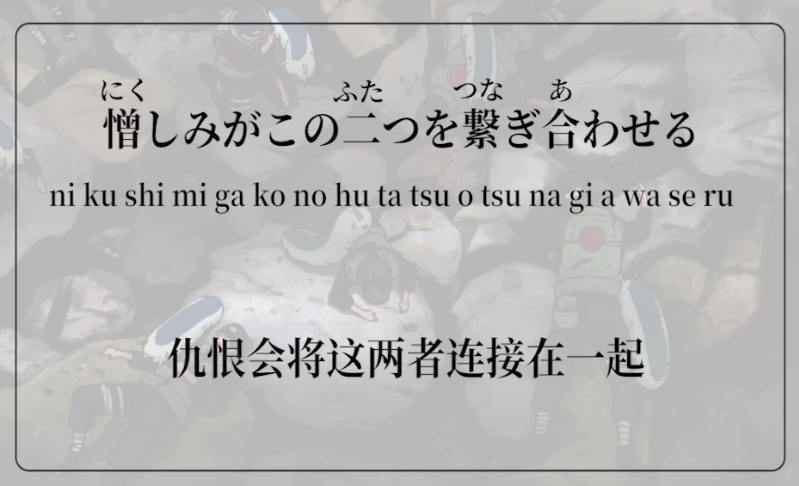 にく ふた つな あ
憎しみがこの二つを繋ぎ合わせる
ni ku shi mi ga ko no hu ta tsu o tsu na gi a wa se ru
仇恨会将这两者连接在一起